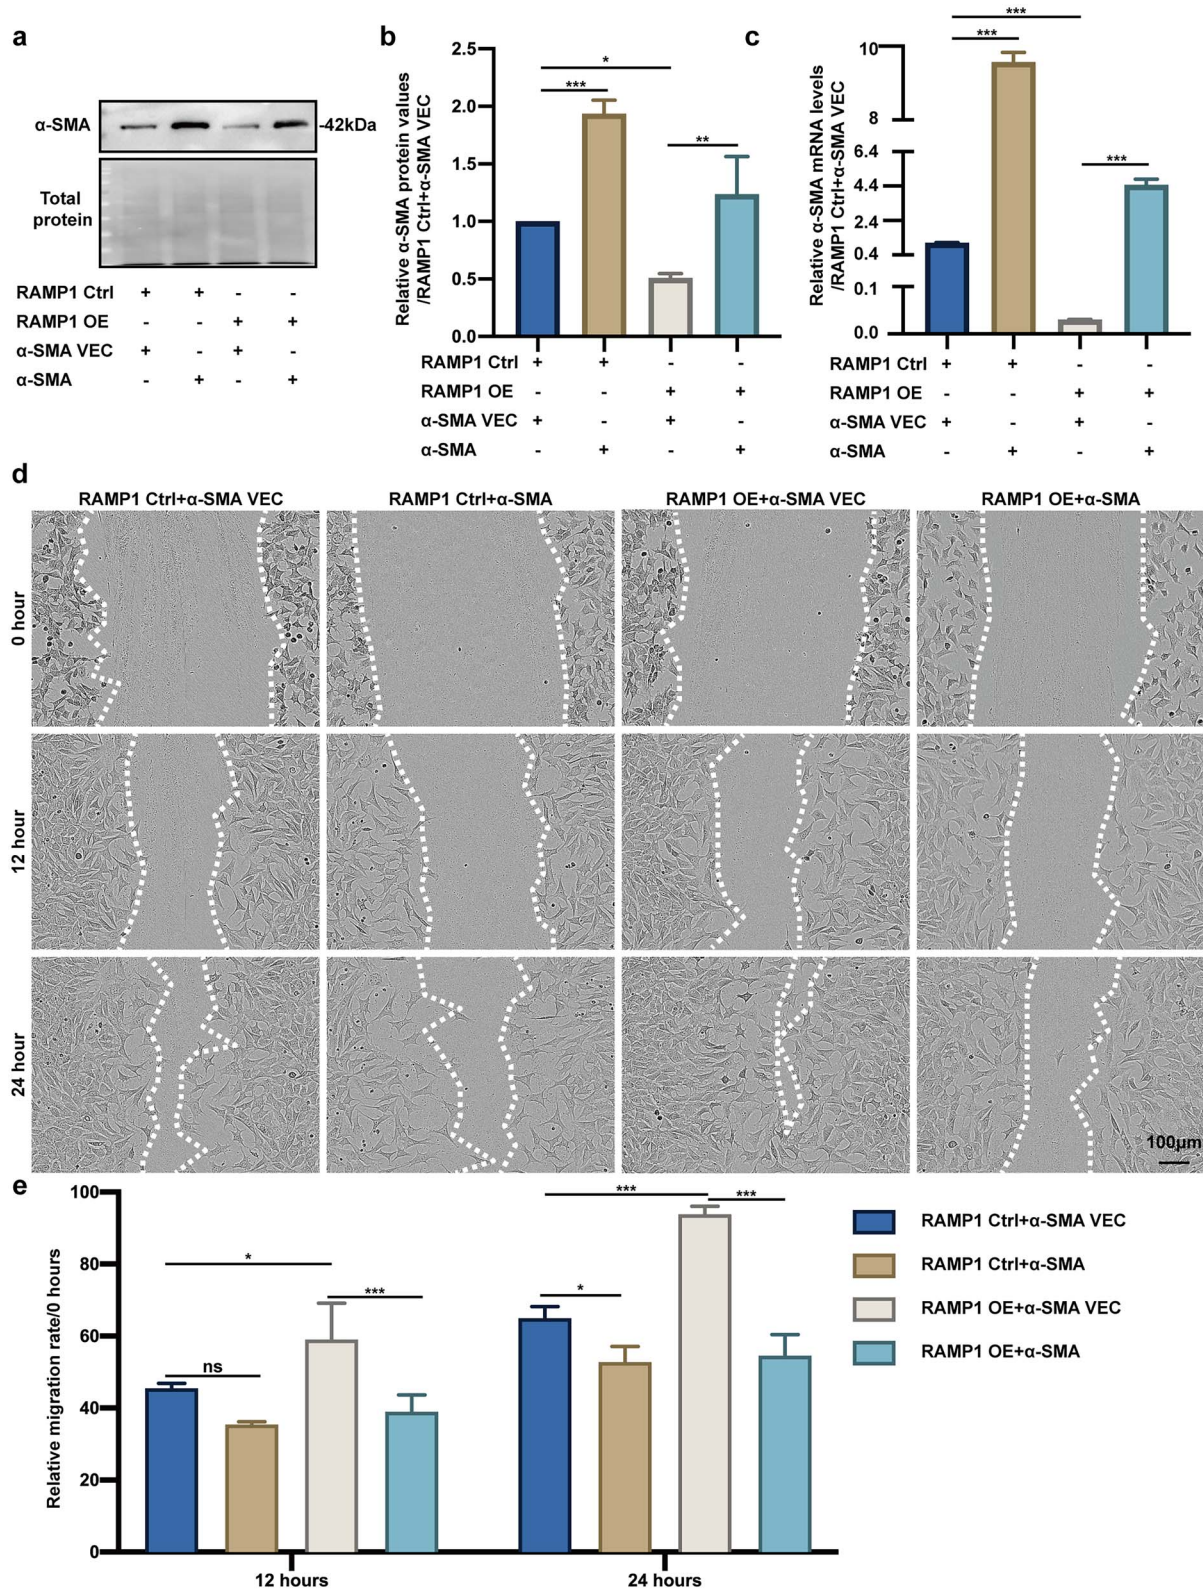 a
α-SMA
-42kDa
Total
protein
RAMP1 Ctrl + + - -
RAMP1 OE - - + +
α-SMA VEC + - + -
α-SMA - + - +
b
Relative α-SMA protein values
/RAMP1 Ctrl+α-SMA VEC
2.5
2.0
1.5
1.0
0.5
0.0
*
***
**
RAMP1 Ctrl + + - -
RAMP1 OE - - + +
α-SMA VEC + - + -
α-SMA - + - +
c
Relative α-SMA mRNA levels
/RAMP1 Ctrl+α-SMA VEC
10
8
6.4
4.4
2.4
0.4
0.1
0.0
***
***
***
RAMP1 Ctrl + + - -
RAMP1 OE - - + +
α-SMA VEC + - + -
α-SMA - + - +
d
RAMP1 Ctrl+α-SMA VEC
RAMP1 Ctrl+α-SMA
RAMP1 OE+α-SMA VEC
RAMP1 OE+α-SMA
0 hour
12 hour
24 hour
100μm
e
Relative migration rate/0 hours
100
80
60
40
20
0
ns
*
***
*
***
***
12 hours
24 hours
RAMP1 Ctrl+α-SMA VEC
RAMP1 Ctrl+α-SMA
RAMP1 OE+α-SMA VEC
RAMP1 OE+α-SMA